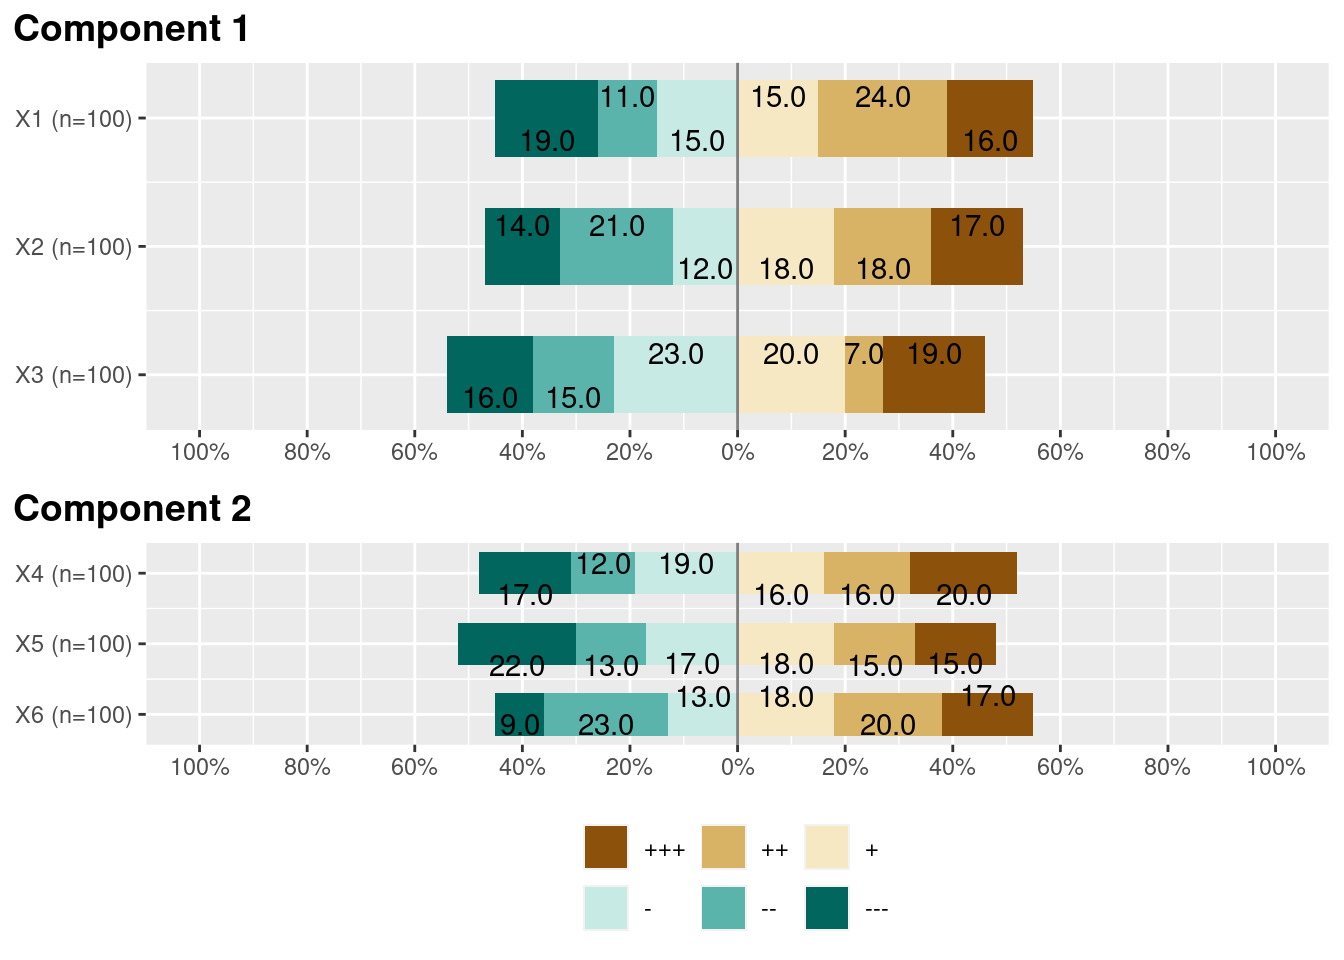 Component 1
X1 (n=100)
11.0 15.0 24.0
19.0 15.0 16.0
X2 (n=100)
14.0 21.0 17.0
12.0 18.0 18.0
X3 (n=100)
23.0 20.0 7.0 19.0
16.0 15.0
100% 80% 60% 40% 20% 0% 20% 40% 60% 80% 100%
Component 2
X4 (n=100)
12.0 19.0
17.0 16.0 16.0 20.0
X5 (n=100)
22.0 13.0 17.0 18.0 15.0 15.0
X6 (n=100)
13.0 18.0 17.0
9.0 23.0 20.0
100% 80% 60% 40% 20% 0% 20% 40% 60% 80% 100%
+++ ++ +
- -- ---